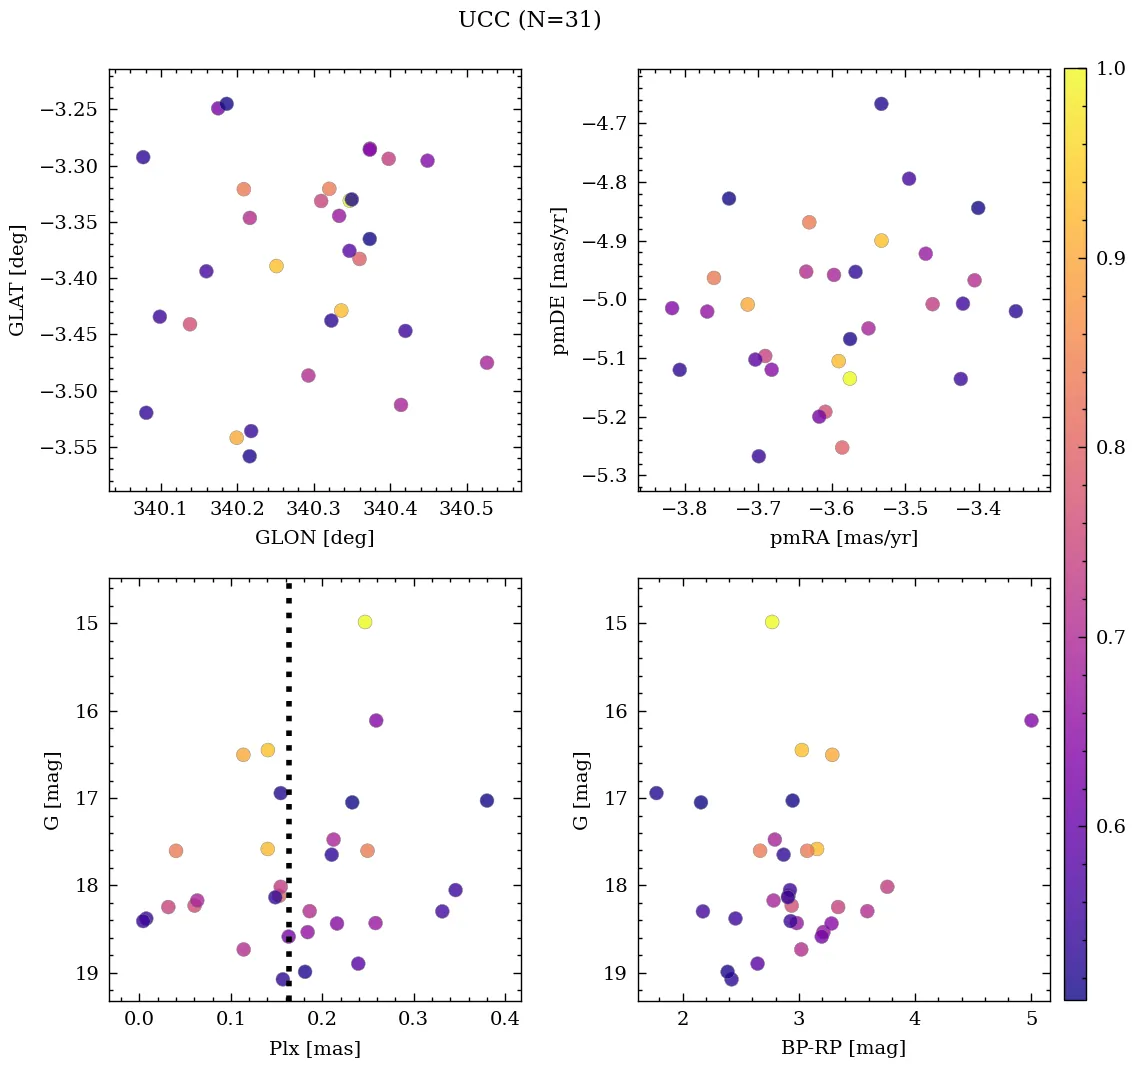 UCC (N=31)
−3.25
−3.30
−3.35
−3.40
−3.45
−3.50
−3.55
GLAT [deg]
340.1 340.2 340.3 340.4 340.5
GLON [deg]
−4.7
−4.8
−4.9
−5.0
−5.1
−5.2
−5.3
pmDE [mas/yr]
−3.8 −3.7 −3.6 −3.5 −3.4
pmRA [mas/yr]
15
16
17
18
19
G [mag]
0.0 0.1 0.2 0.3 0.4
Plx [mas]
15
16
17
18
19
G [mag]
2 3 4 5
BP-RP [mag]
1.0
0.9
0.8
0.7
0.6